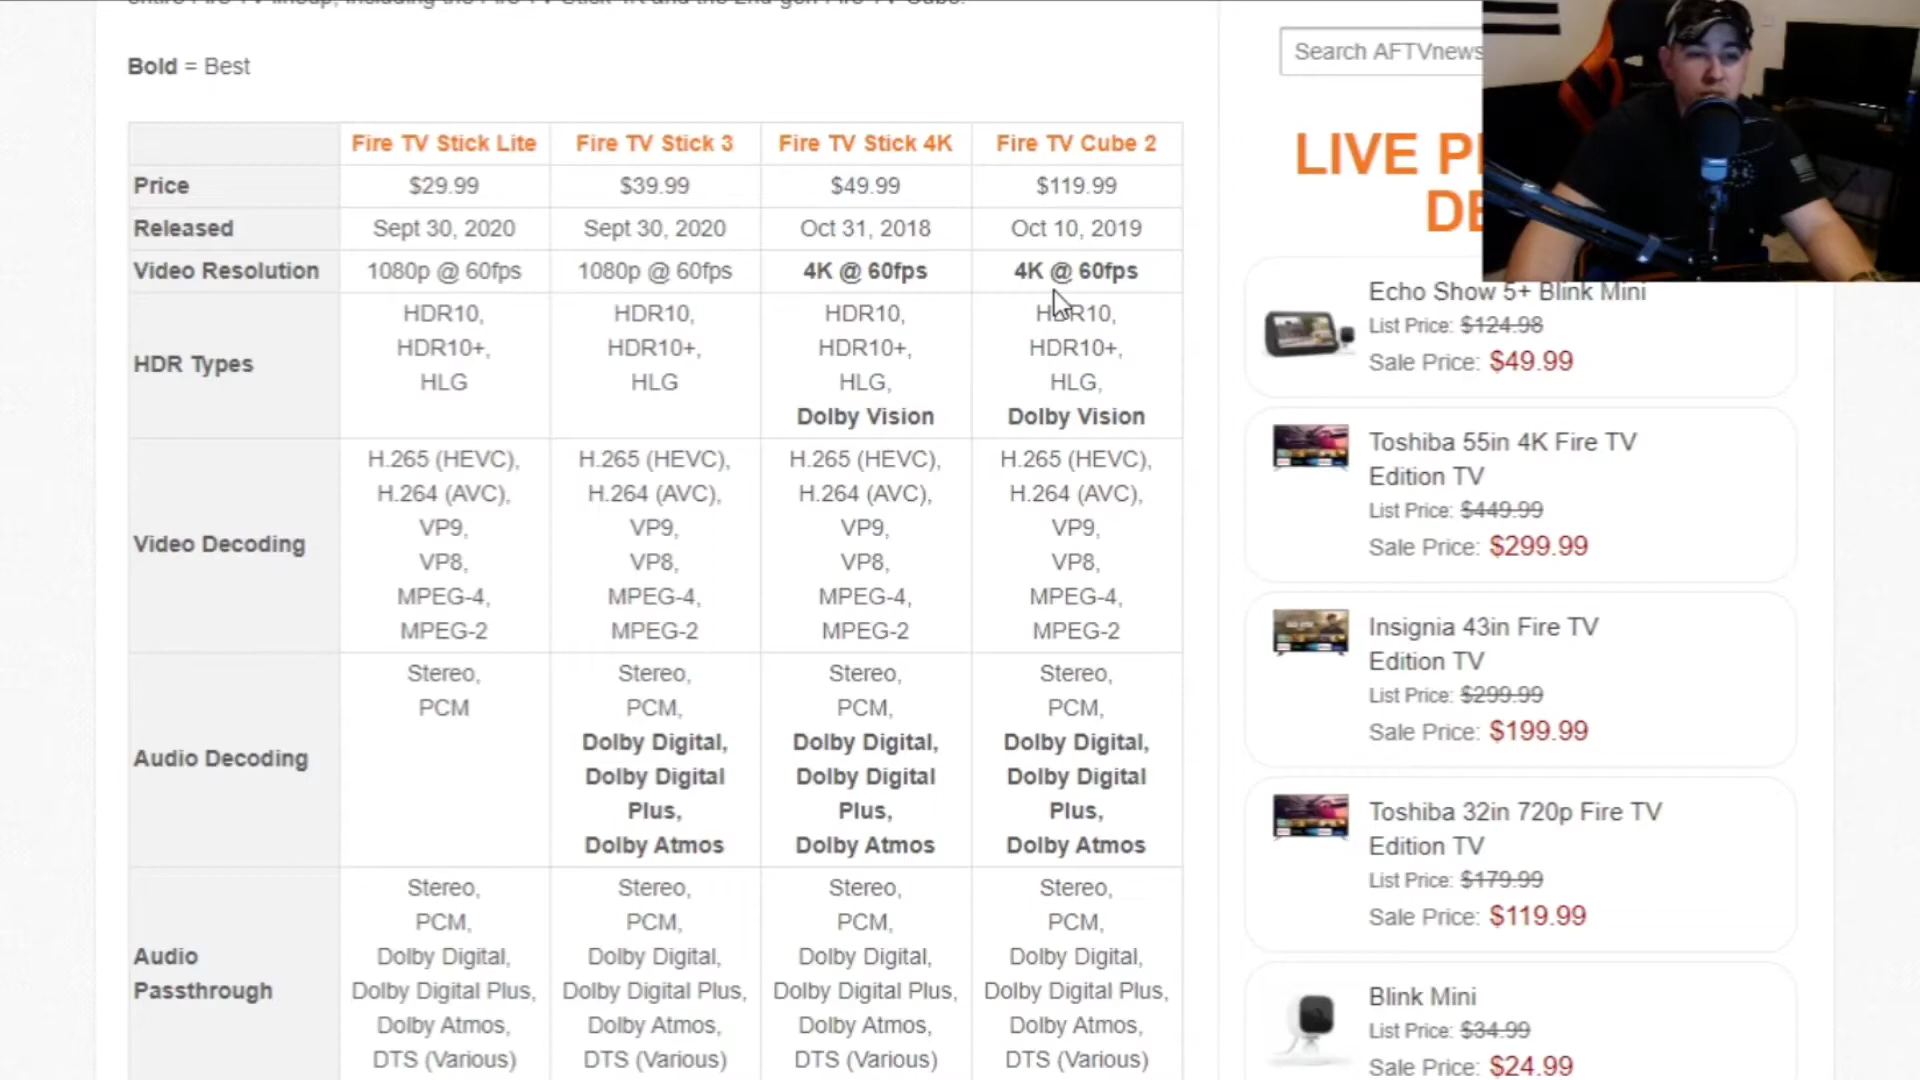 Bold = Best
Fire TV Stick Lite Fire TV Stick 3 Fire TV Stick 4K Fire TV Cube 2
Price $29.99 $39.99 $49.99 $119.99
Released Sept 30, 2020 Sept 30, 2020 Oct 31, 2018 Oct 10, 2019
Video Resolution 1080p @ 60fps 1080p @ 60fps 4K @ 60fps 4K @ 60fps
HDR Types
HDR10,
HDR10+,
HLG
HDR10,
HDR10+,
HLG
HDR10,
HDR10+,
HLG,
Dolby Vision
HDR10,
HDR10+,
HLG,
Dolby Vision
Video Decoding
H.265 (HEVC),
H.264 (AVC),
VP9,
VP8,
MPEG-4,
MPEG-2
H.265 (HEVC),
H.264 (AVC),
VP9,
VP8,
MPEG-4,
MPEG-2
H.265 (HEVC),
H.264 (AVC),
VP9,
VP8,
MPEG-4,
MPEG-2
H.265 (HEVC),
H.264 (AVC),
VP9,
VP8,
MPEG-4,
MPEG-2
Audio Decoding
Stereo,
PCM
Stereo,
PCM,
Dolby Digital,
Dolby Digital
Plus,
Dolby Atmos
Stereo,
PCM,
Dolby Digital,
Dolby Digital
Plus,
Dolby Atmos
Stereo,
PCM,
Dolby Digital,
Dolby Digital
Plus,
Dolby Atmos
Audio
Passthrough
Stereo,
PCM,
Dolby Digital,
Dolby Digital Plus,
Dolby Atmos,
DTS (Various)
Stereo,
PCM,
Dolby Digital,
Dolby Digital Plus,
Dolby Atmos,
DTS (Various)
Stereo,
PCM,
Dolby Digital,
Dolby Digital Plus,
Dolby Atmos,
DTS (Various)
Stereo,
PCM,
Dolby Digital,
Dolby Digital Plus,
Dolby Atmos,
DTS (Various)
Search AFTVnews
LIVE
Echo Show 5+ Blink Mini
List Price: $124.98
Sale Price: $49.99
Toshiba 55in 4K Fire TV
Edition TV
List Price: $449.99
Sale Price: $299.99
Insignia 43in Fire TV
Edition TV
List Price: $299.99
Sale Price: $199.99
Toshiba 32in 720p Fire TV
Edition TV
List Price: $179.99
Sale Price: $119.99
Blink Mini
List Price: $34.99
Sale Price: $24.99